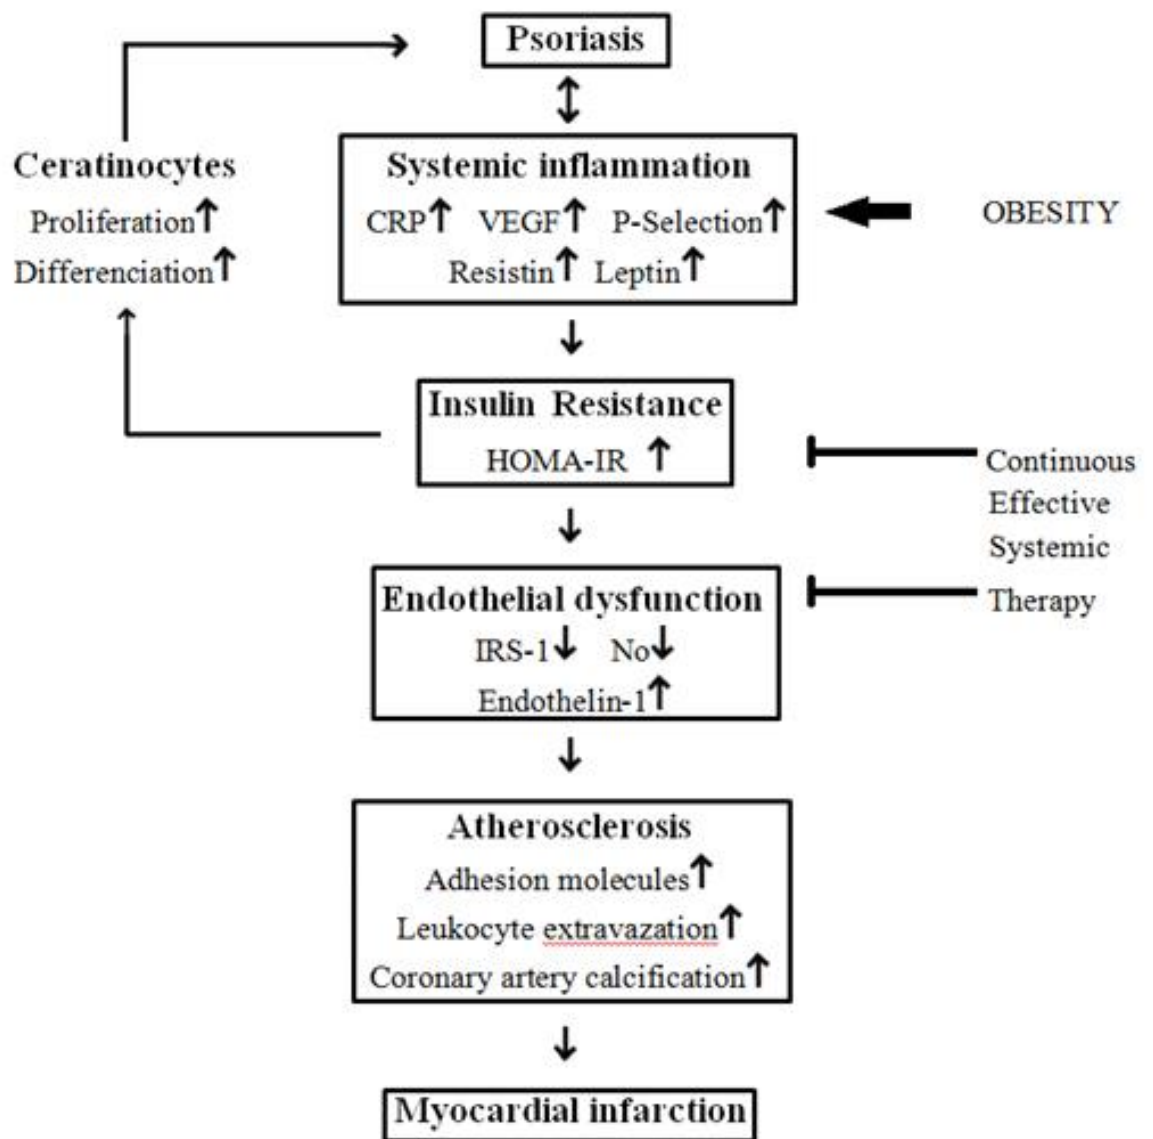 Psoriasis
Ceratinocytes
Proliferation↑
Differenciation↑
Systemic inflammation
CRP↑ VEGF↑ P-Selection↑
Resistin↑ Leptin↑
OBESITY
Insulin Resistance
HOMA-IR ↑
Continuous
Effective
Systemic
Therapy
Endothelial dysfunction
IRS-1↓ No↓
Endothelin-1↑
Atherosclerosis
Adhesion molecules↑
Leukocyte extravazation↑
Coronary artery calcification↑
Myocardial infarction